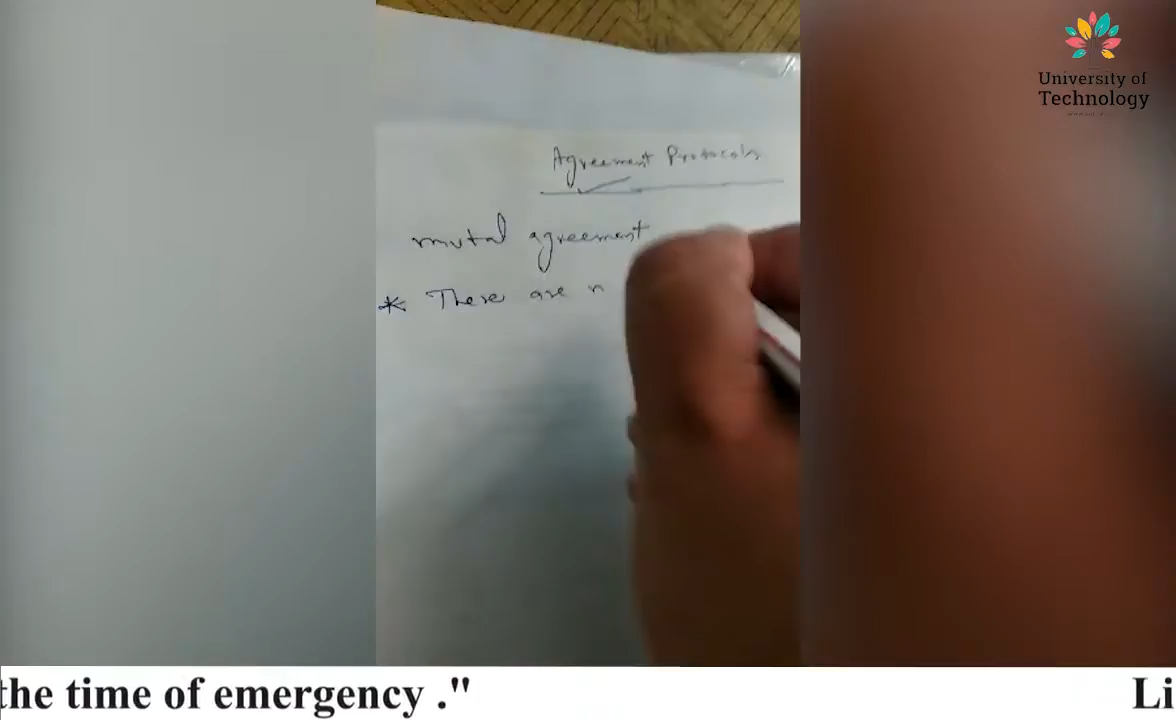 University of
Technology
Agreement Protocols
mutal agreement
* There are n
the time of emergency ." Li